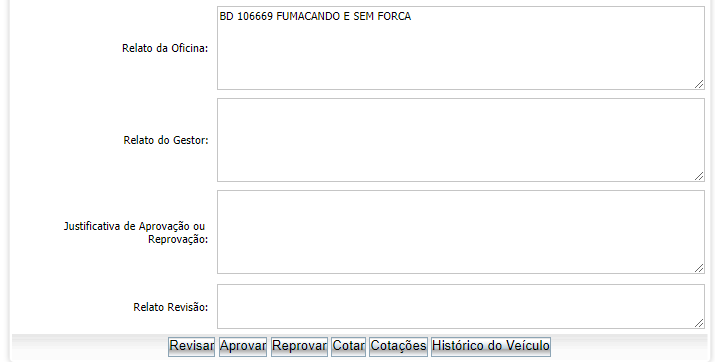 BD 106669 FUMACANDO E SEM FORCA
Relato da Oficina:
Relato do Gestor:
Justificativa de Aprovação ou
Reprovação:
Relato Revisão:
Revisar Aprovar Reprovar Cotar Cotações Histórico do Veículo